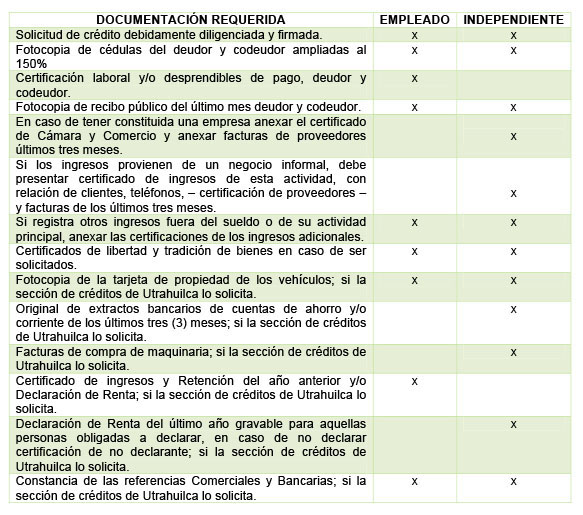 DOCUMENTACIÓN REQUERIDA EMPLEADO INDEPENDIENTE
Solicitud de crédito debidamente diligenciada y firmada. x x
Fotocopia de cédulas del deudor y codeudor ampliadas al x x
150%
Certificación laboral y/o desprendibles de pago, deudor y x
codeudor.
Fotocopia de recibo público del último mes deudor y codeudor. x x
En caso de tener constituida una empresa anexar el certificado
de Cámara y Comercio y anexar facturas de proveedores x
últimos tres meses.
Si los ingresos provienen de un negocio informal, debe
presentar certificado de ingresos de esta actividad, con
relación de clientes, teléfonos, – certificación de proveedores – x
y facturas de los últimos tres meses.
Si registra otros ingresos fuera del sueldo o de su actividad x x
principal, anexar las certificaciones de los ingresos adicionales.
Certificados de libertad y tradición de bienes en caso de ser x x
solicitados.
Fotocopia de la tarjeta de propiedad de los vehículos; si la x x
sección de créditos de Utrahuilca lo solicita.
Original de extractos bancarios de cuentas de ahorro y/o x
corriente de los últimos tres (3) meses; si la sección de créditos
de Utrahuilca lo solicita.
Facturas de compra de maquinaria; si la sección de créditos de x
Utrahuilca lo solicita.
Certificado de ingresos y Retención del año anterior y/o x
Declaración de Renta; si la sección de créditos de Utrahuilca lo
solicita.
Declaración de Renta del último año gravable para aquellas x
personas obligadas a declarar, en caso de no declarar
certificación de no declarante; si la sección de créditos de
Utrahuilca lo solicita.
Constancia de las referencias Comerciales y Bancarias; si la x x
sección de créditos de Utrahuilca lo solicita.